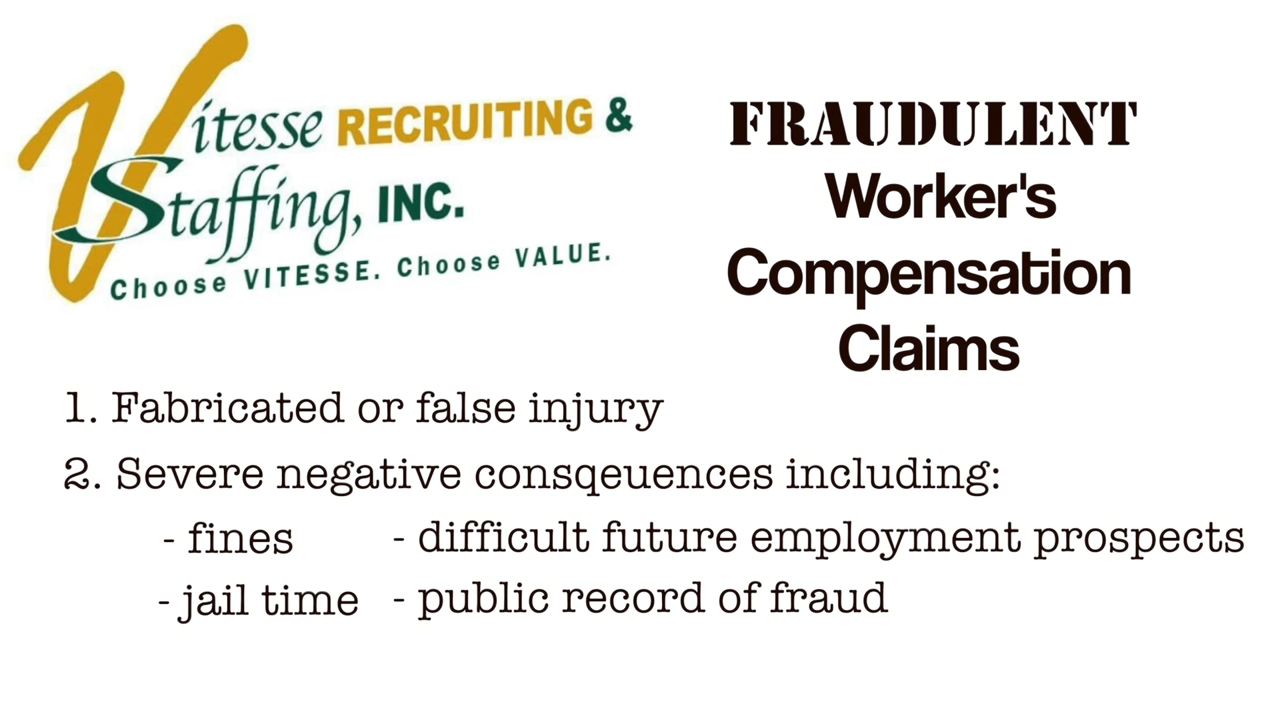 Vitesse RECRUITING &
Staffing, INC.
Choose VITESSE. Choose VALUE.
FRAUDULENT
Worker's
Compensation
Claims
1. Fabricated or false injury
2. Severe negative consqeuences including:
- fines - difficult future employment prospects
- jail time - public record of fraud